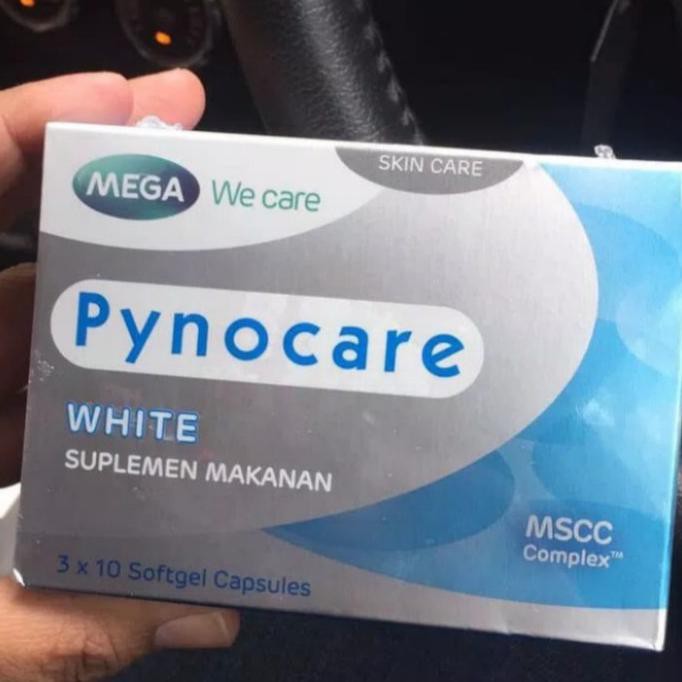 SKIN CARE
MEGA We care
Pynocare
WHITE
SUPLEMEN MAKANAN
MSCC
Complex™
3 x 10 Softgel Capsules